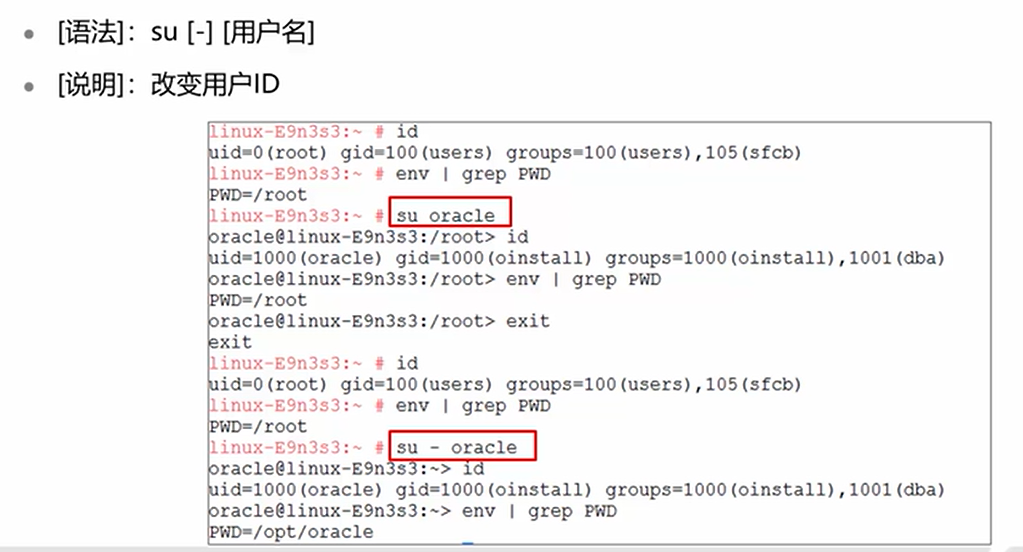 [语法]：su [-] [用户名]
[说明]：改变用户ID
linux-E9n3s3:~ # id
uid=0(root) gid=100(users) groups=100(users),105(sfcb)
linux-E9n3s3:~ # env | grep PWD
PWD=/root
linux-E9n3s3:~ # su oracle
oracle@linux-E9n3s3:/root> id
uid=1000(oracle) gid=1000(oinstall) groups=1000(oinstall),1001(dba)
oracle@linux-E9n3s3:/root> env | grep PWD
PWD=/root
oracle@linux-E9n3s3:/root> exit
exit
linux-E9n3s3:~ # id
uid=0(root) gid=100(users) groups=100(users),105(sfcb)
linux-E9n3s3:~ # env | grep PWD
PWD=/root
linux-E9n3s3:~ # su - oracle
oracle@linux-E9n3s3:~> id
uid=1000(oracle) gid=1000(oinstall) groups=1000(oinstall),1001(dba)
oracle@linux-E9n3s3:~> env | grep PWD
PWD=/opt/oracle